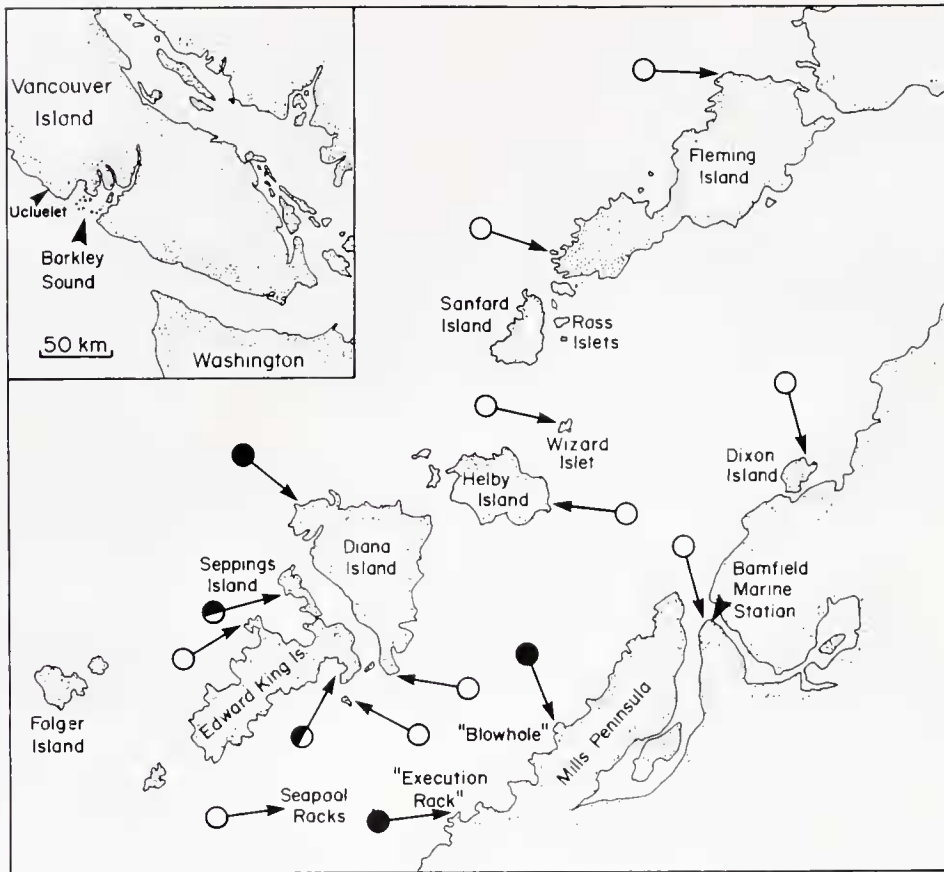 Vancouver
Island
Ucluelet
Barkley
Sound
50 km
Washington
Fleming
Island
Sanford
Island
Ross
Islets
Wizard
Islet
Helby
Island
Dixon
Island
Diana
Island
Seppings
Island
Bamfield
Marine
Station
Edward King Is.
Folger
Island
"Blowhole"
Mills Peninsula
"Execution
Rock"
Seapool
Rocks